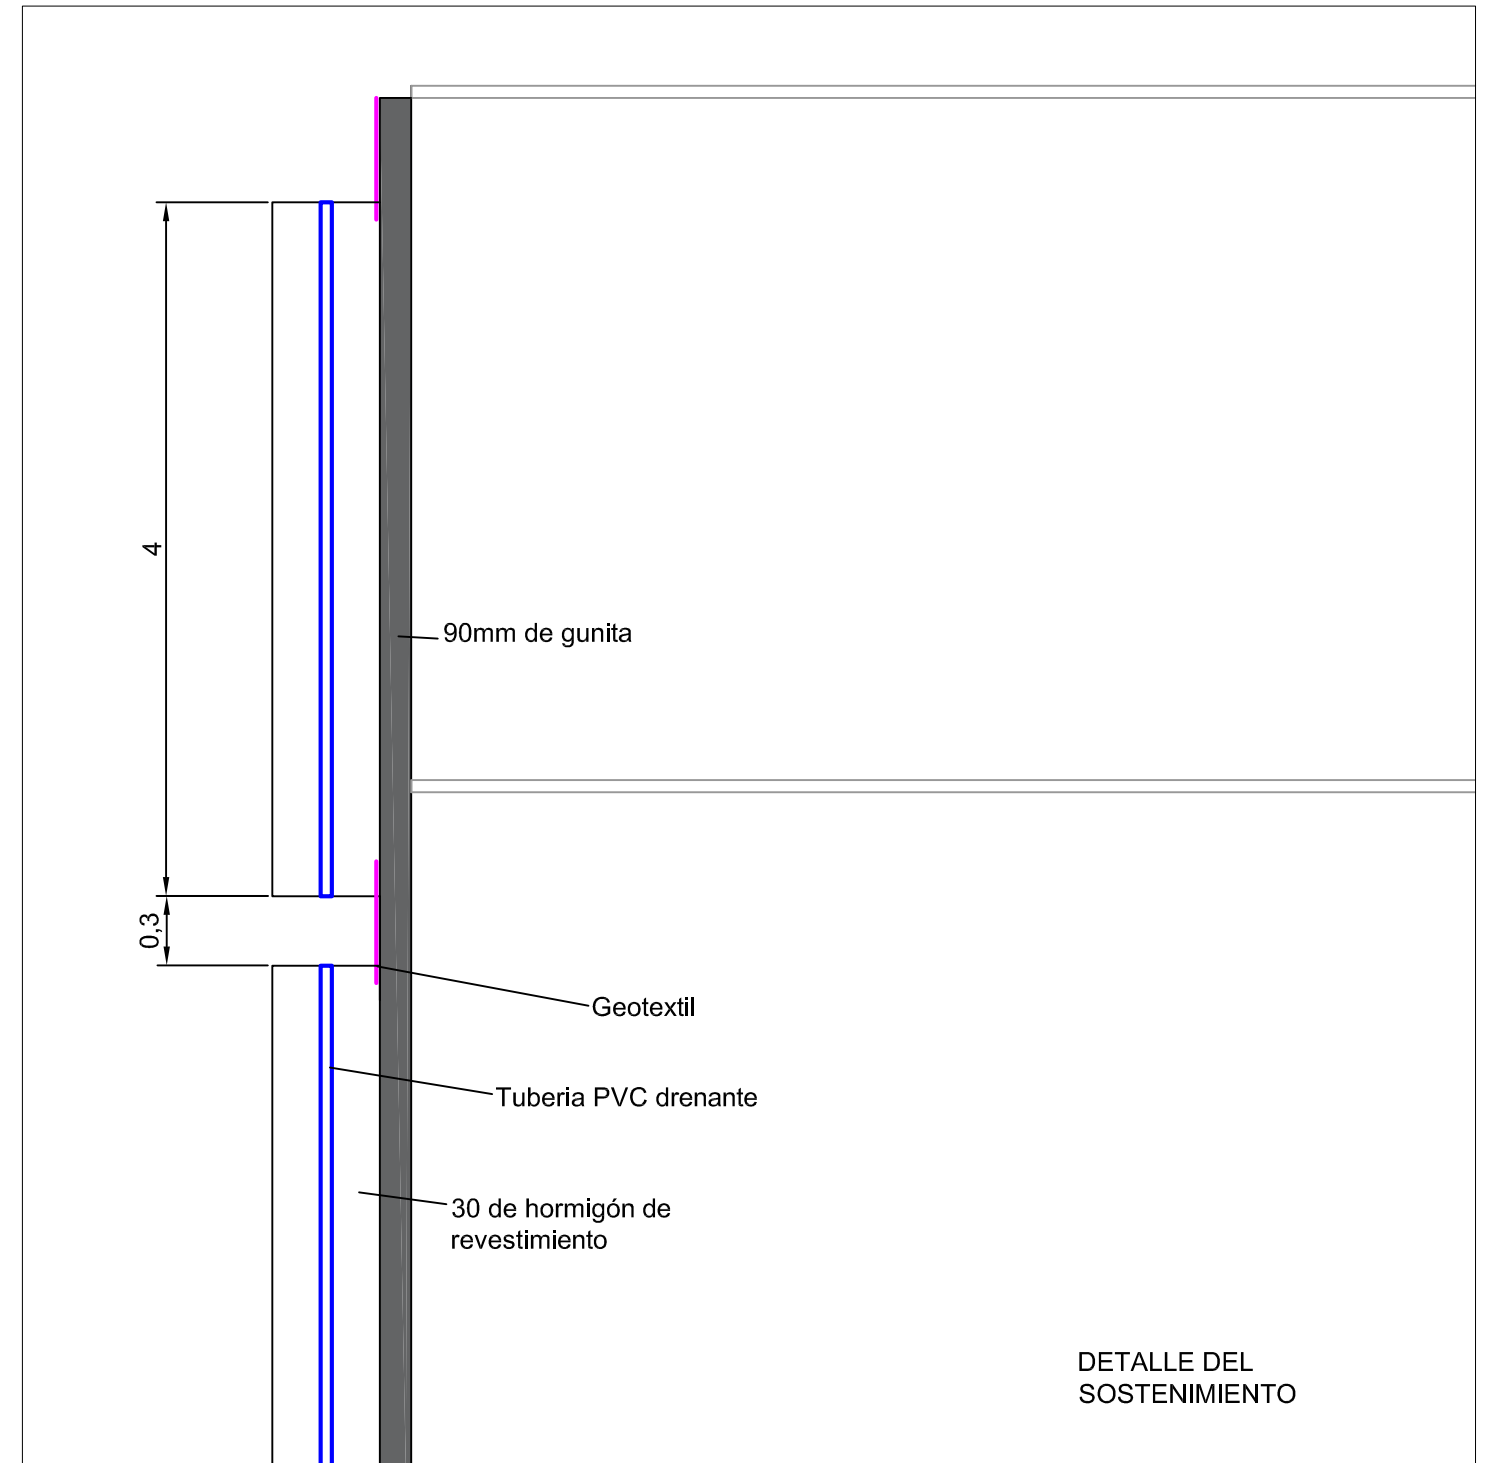 4
90mm de gunita
0,3
Geotextil
Tuberia PVC drenante
30 de hormigón de
revestimiento
DETALLE DEL
SOSTENIMIENTO